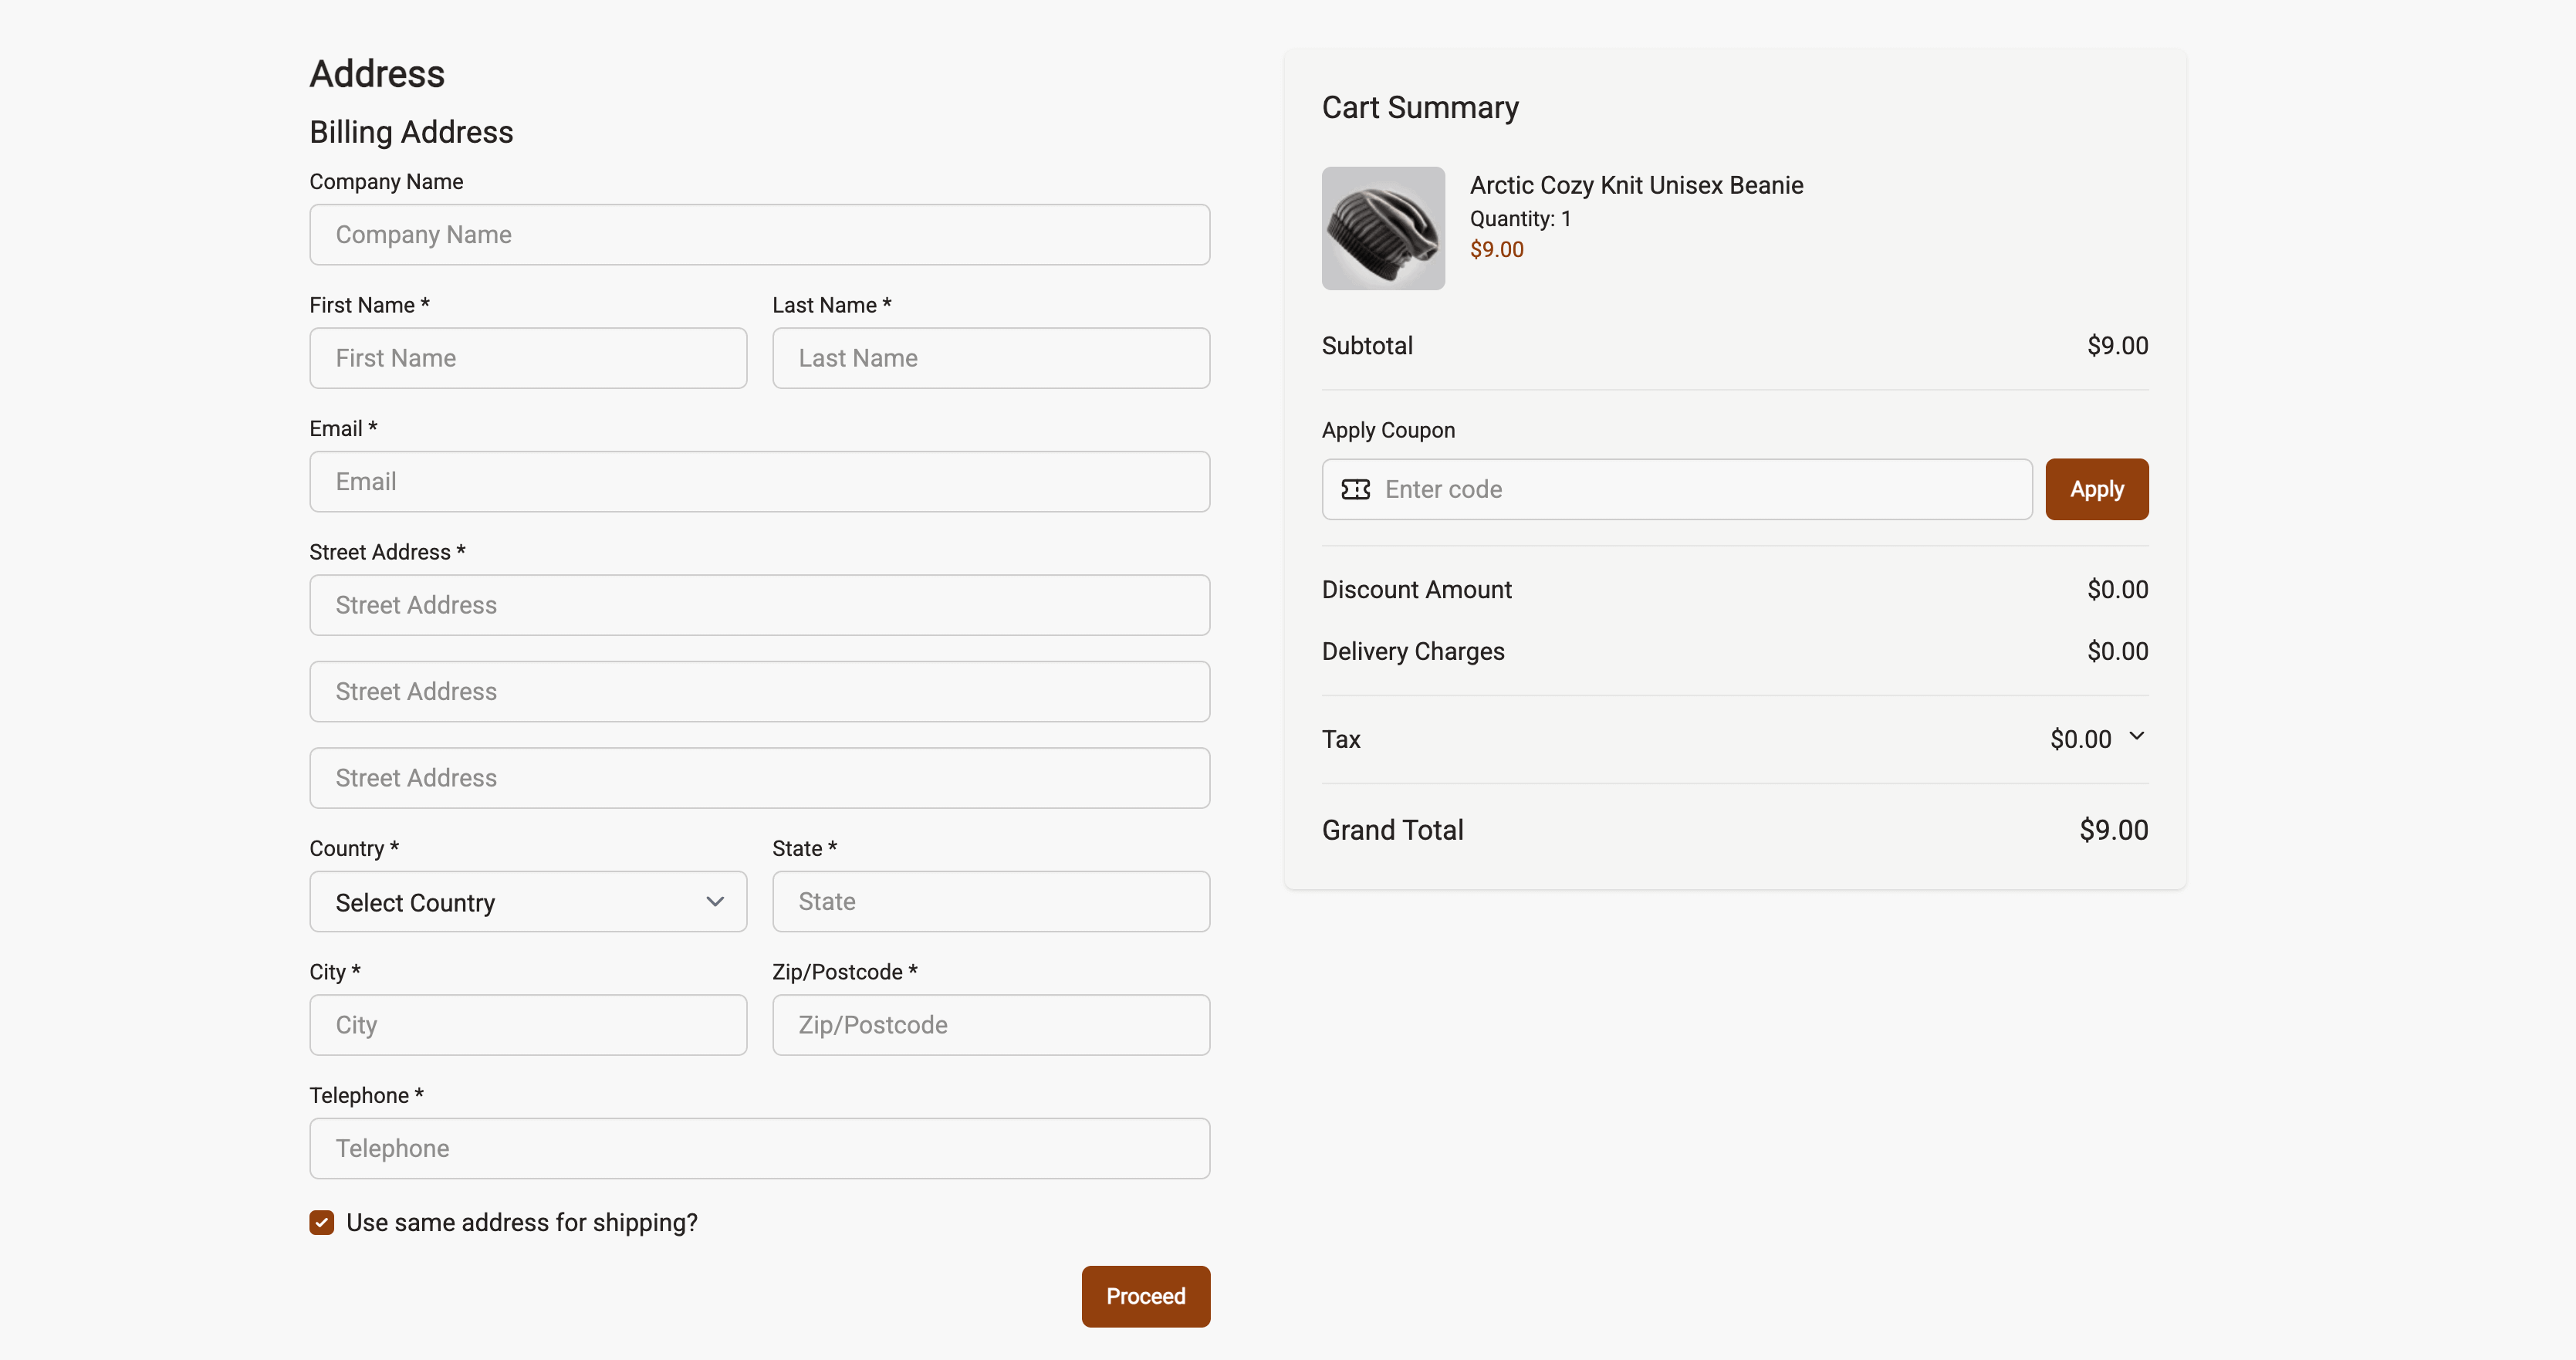 Address
Billing Address
Company Name
Company Name
First Name *
First Name
Last Name *
Last Name
Email *
Email
Street Address *
Street Address
Street Address
Street Address
Country *
Select Country
State *
State
City *
City
Zip/Postcode *
Zip/Postcode
Telephone *
Telephone
Use same address for shipping?
Proceed
Cart Summary
Arctic Cozy Knit Unisex Beanie
Quantity: 1
$9.00
Subtotal $9.00
Apply Coupon
Enter code
Apply
Discount Amount $0.00
Delivery Charges $0.00
Tax $0.00
Grand Total $9.00